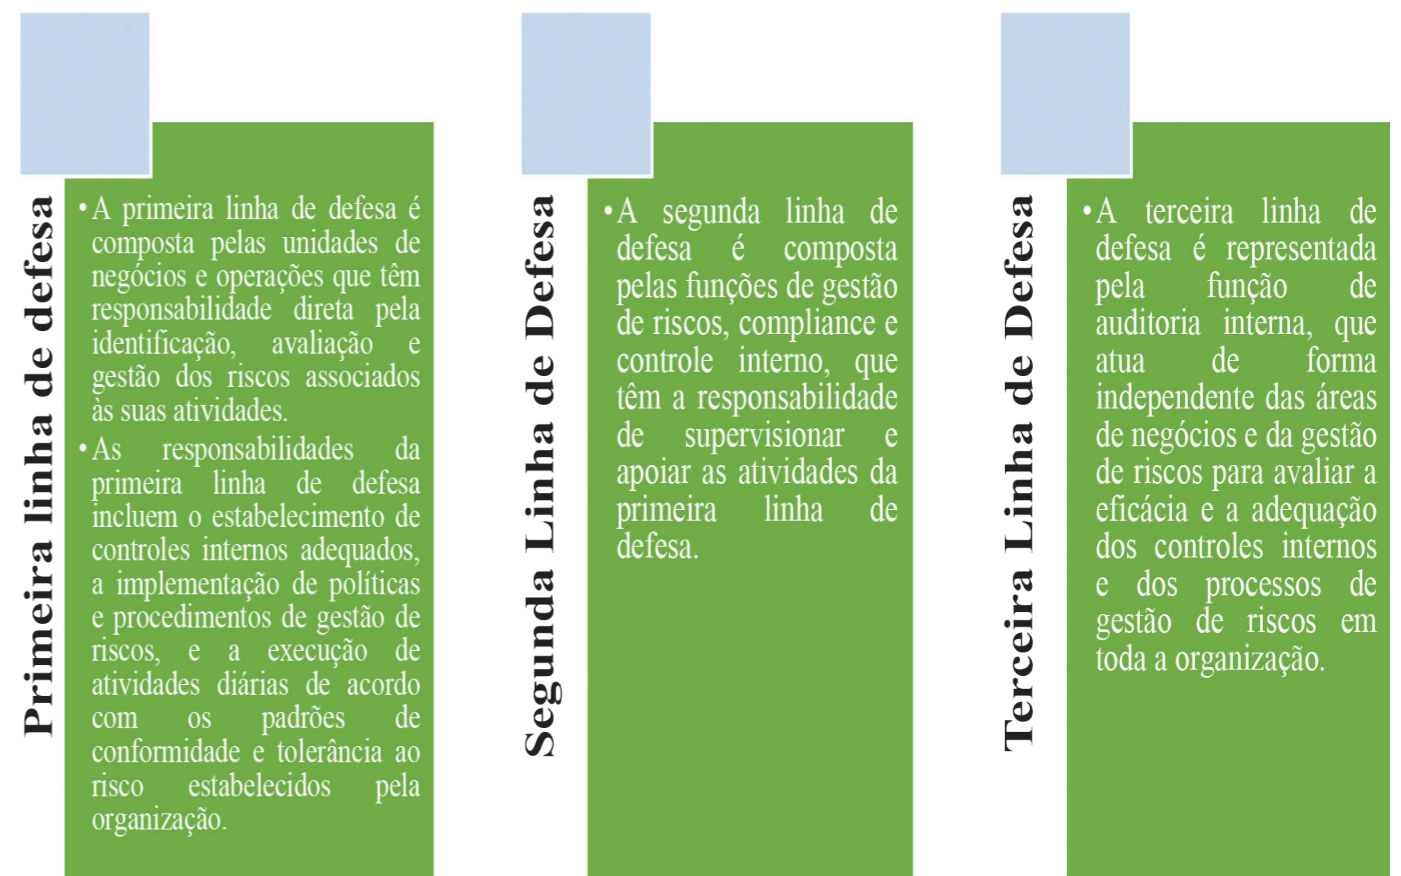 Primeira linha de defesa
•A primeira linha de defesa é
composta pelas unidades de
negócios e operações que têm
responsabilidade direta pela
identificação, avaliação e
gestão dos riscos associados
às suas atividades.
•As responsabilidades da
primeira linha de defesa
incluem o estabelecimento de
controles internos adequados,
a implementação de políticas
e procedimentos de gestão de
riscos, e a execução de
atividades diárias de acordo
com os padrões de
conformidade e tolerância ao
risco estabelecidos pela
organização.
Segunda Linha de Defesa
•A segunda linha de
defesa é composta
pelas funções de gestão
de riscos, compliance e
controle interno, que
têm a responsabilidade
de supervisionar e
apoiar as atividades da
primeira linha de
defesa.
Terceira Linha de Defesa
•A terceira linha de
defesa é representada
pela função de
auditoria interna, que
atua de forma
independente das áreas
de negócios e da gestão
de riscos para avaliar a
eficácia e a adequação
dos controles internos
e dos processos de
gestão de riscos em
toda a organização.